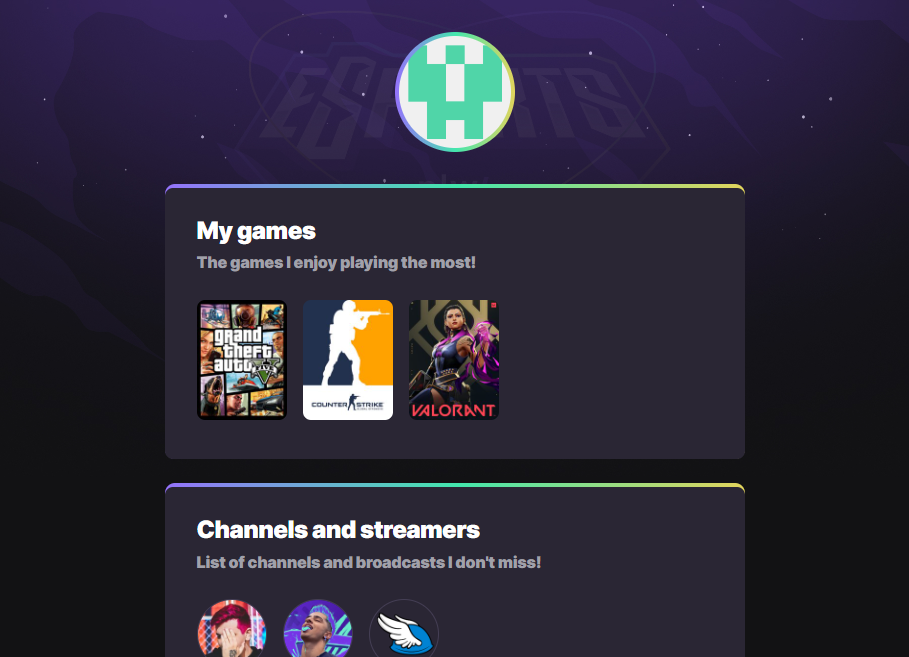 ESPORTS
My games
The games I enjoy playing the most!
grand
theft
auto
V
FIVE
COUNTER STRIKE
VALORANT
Channels and streamers
List of channels and broadcasts I don't miss!